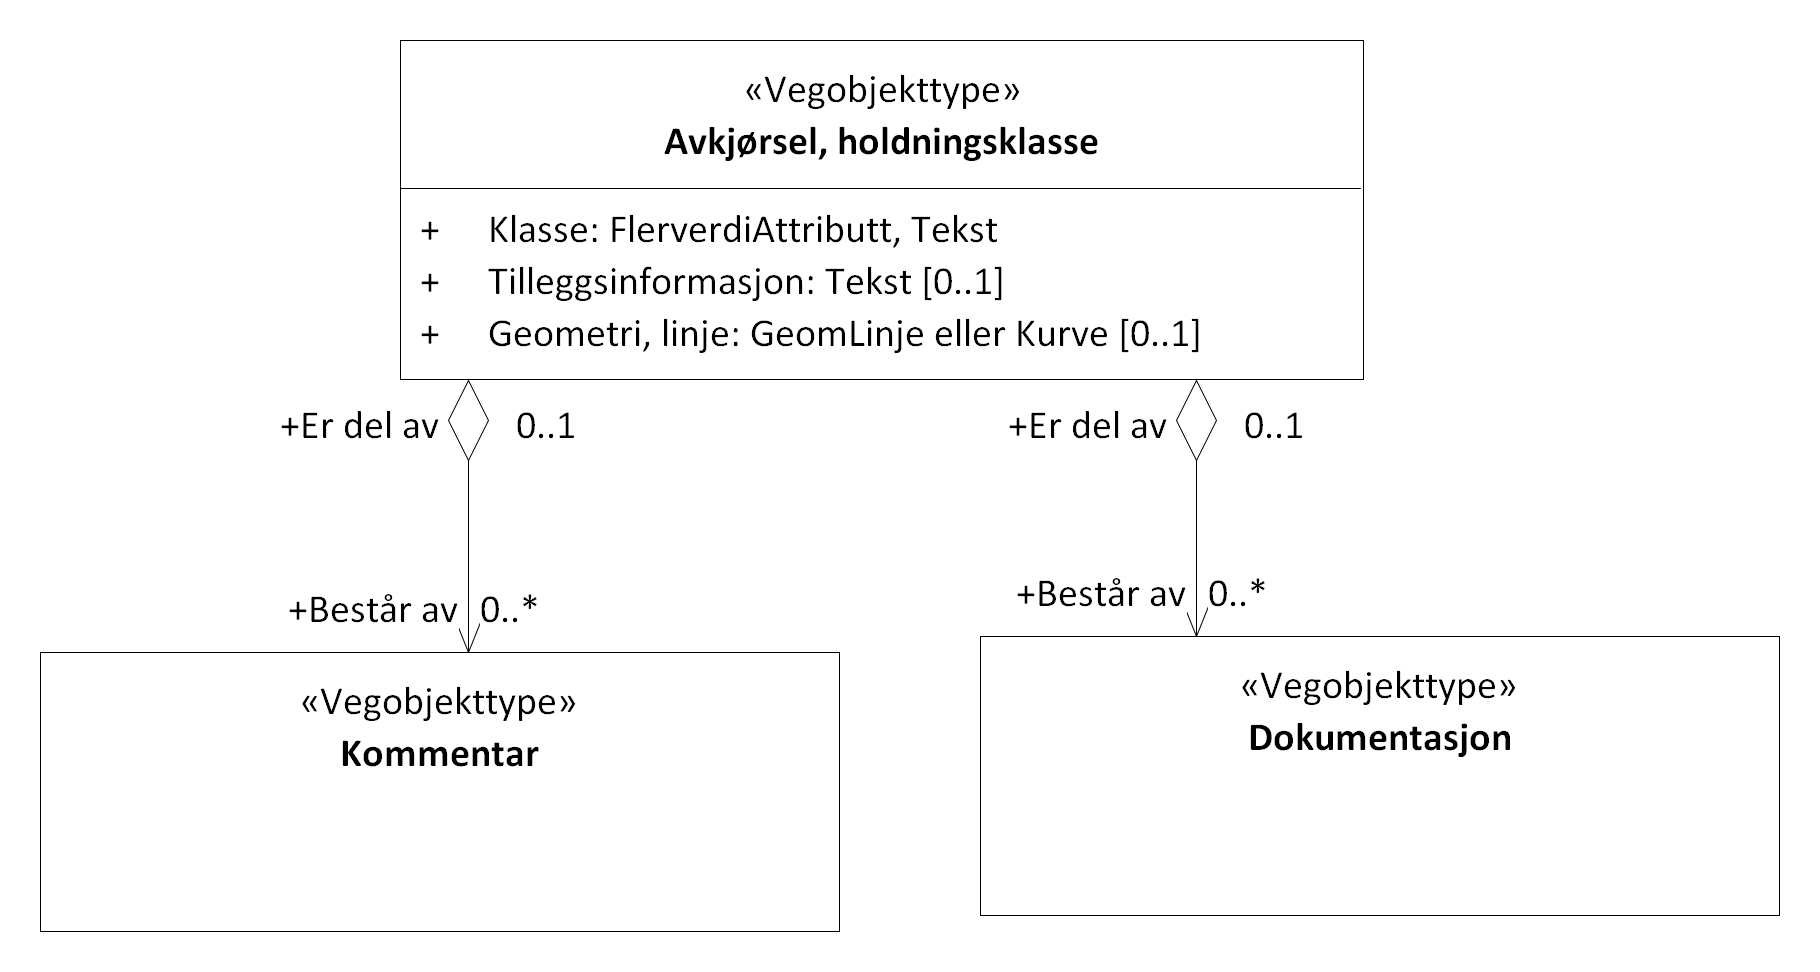 «Vegobjekttype»
Avkjørsel, holdningsklasse
+ Klasse: FlerverdiAttributt, Tekst
+ Tilleggsinformasjon: Tekst [0..1]
+ Geometri, linje: GeomLinje eller Kurve [0..1]
+Er del av 0..1
+Er del av 0..1
+Består av 0..*
+Består av 0..*
«Vegobjekttype»
Kommentar
«Vegobjekttype»
Dokumentasjon